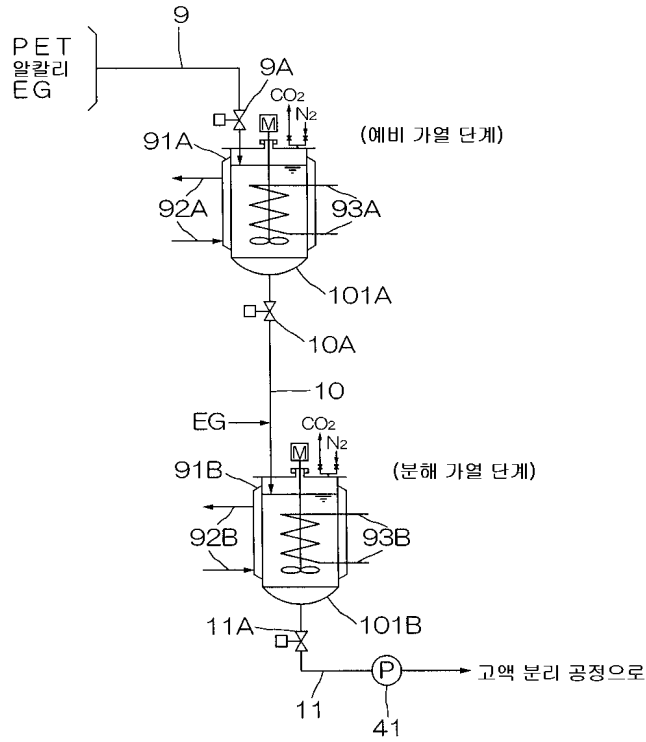 9
PET
알칼리
EG
9A
CO2
N2
M
(예비 가열 단계)
91A
92A
93A
101A
10A
10
EG
CO2
N2
M
(분해 가열 단계)
91B
92B
93B
101B
11A
P
고액 분리 공정으로
11
41